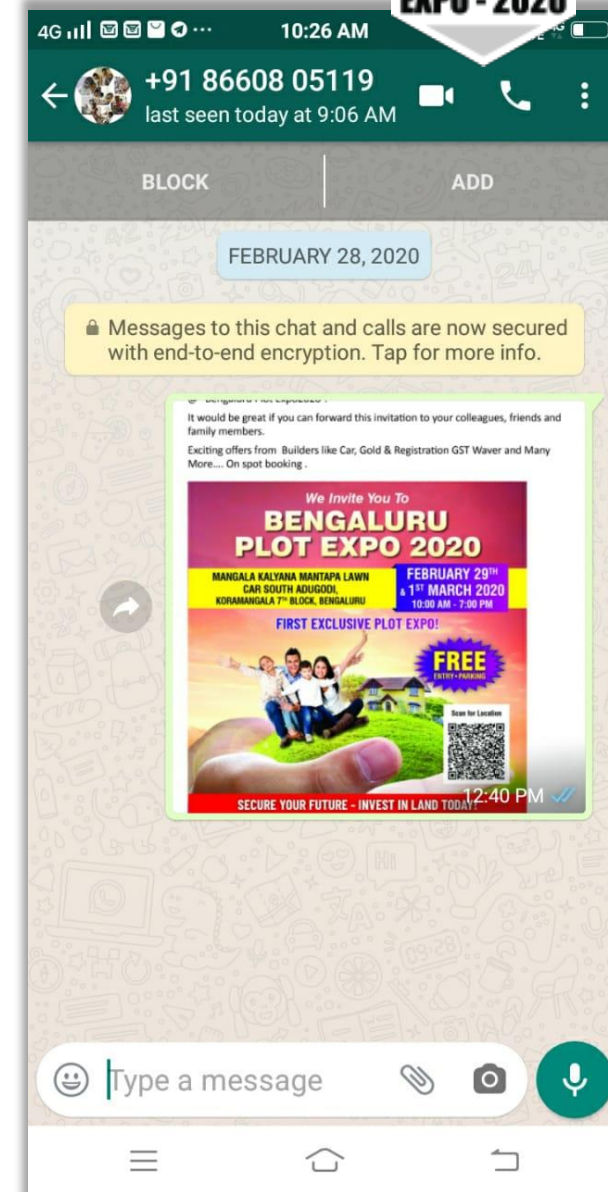 EXPO - 2020
4G 10:26 AM
+91 86608 05119
last seen today at 9:06 AM
BLOCK ADD
FEBRUARY 28, 2020
Messages to this chat and calls are now secured
with end-to-end encryption. Tap for more info.
@ Bengaluru Plot Expo2020 .
It would be great if you can forward this invitation to your colleagues, friends and
family members.
Exciting offers from Builders like Car, Gold & Registration GST Waver and Many
More.... On spot booking .
We Invite You To
BENGALURU
PLOT EXPO 2020
MANGALA KALYANA MANTAPA LAWN
CAR SOUTH ADUGODI,
KORAMANGALA 7TH BLOCK, BENGALURU
FEBRUARY 29TH
& 1ST MARCH 2020
10:00 AM - 7:00 PM
FIRST EXCLUSIVE PLOT EXPO!
FREE
ENTRY • PARKING
Scan for Location
SECURE YOUR FUTURE - INVEST IN LAND TODAY!
12:40 PM
Type a message